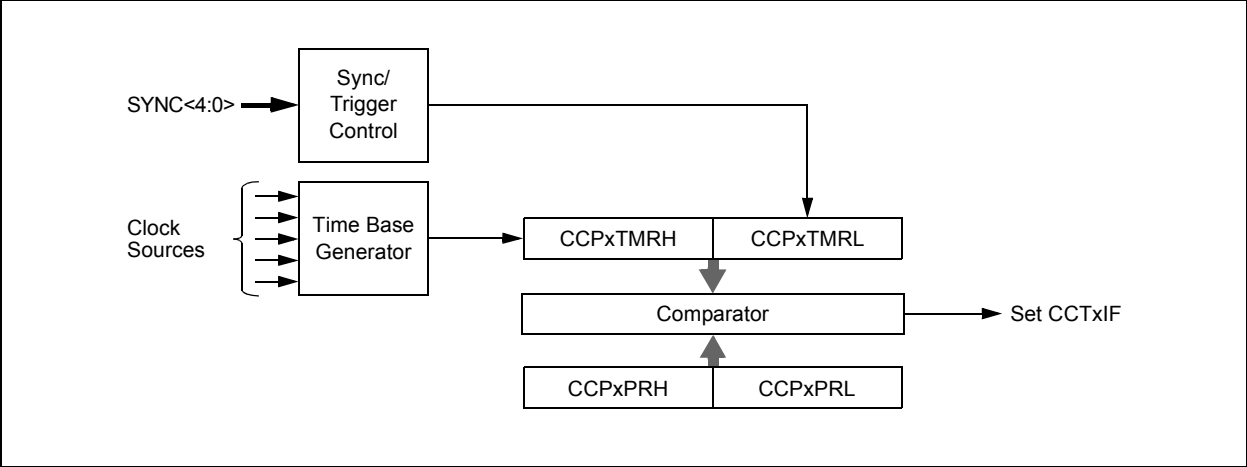 Sync/
Trigger
Control
SYNC<4:0>
Clock
Sources
Time Base
Generator
CCPxTMRH
CCPxTMRL
Comparator
Set CCTxIF
CCPxPRH
CCPxPRL